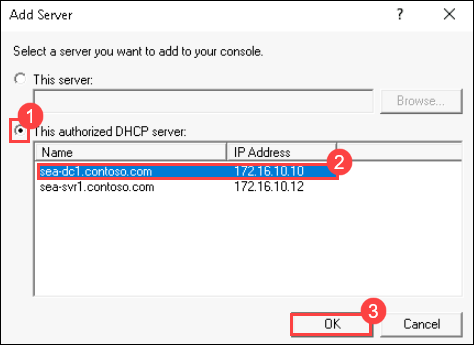 Add Server
?
Select a server you want to add to your console.
This server:
Browse...
1
This authorized DHCP server:
Name IP Address
sea-dc1.contoso.com 172.16.10.10 2
sea-svr1.contoso.com 172.16.10.12
3
OK Cancel